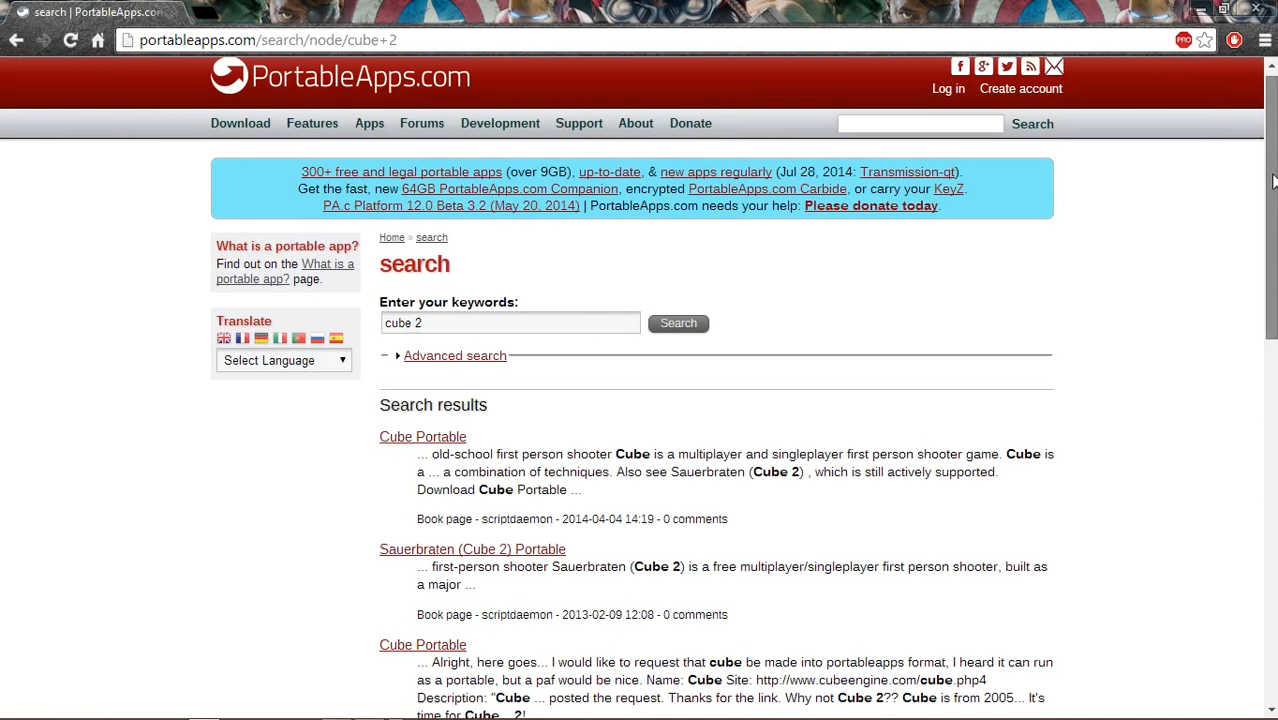 search | PortableApps.com
portableapps.com/search/node/cube+2
PRO
PortableApps.com
Log in Create account
Download Features Apps Forums Development Support About Donate Search
300+ free and legal portable apps (over 9GB), up-to-date, & new apps regularly (Jul 28, 2014: Transmission-qt).
Get the fast, new 64GB PortableApps.com Companion, encrypted PortableApps.com Carbide, or carry your KeyZ.
PA.c Platform 12.0 Beta 3.2 (May 20, 2014) | PortableApps.com needs your help: Please donate today.
What is a portable app?
Find out on the What is a
portable app? page.
Translate
Select Language
Home » search
search
Enter your keywords:
cube 2 Search
Advanced search
Search results
Cube Portable
... old-school first person shooter Cube is a multiplayer and singleplayer first person shooter game. Cube is
a ... a combination of techniques. Also see Sauerbraten (Cube 2) , which is still actively supported.
Download Cube Portable ...
Book page - scriptdaemon - 2014-04-04 14:19 - 0 comments
Sauerbraten (Cube 2) Portable
... first-person shooter Sauerbraten (Cube 2) is a free multiplayer/singleplayer first person shooter, built as
a major ...
Book page - scriptdaemon - 2013-02-09 12:08 - 0 comments
Cube Portable
... Alright, here goes... I would like to request that cube be made into portableapps format, I heard it can run
as a portable, but a paf would be nice. Name: Cube Site: http://www.cubeengine.com/cube.php4
Description: "Cube ... posted the request. Thanks for the link. Why not Cube 2?? Cube is from 2005... It's
time for Cube 2!